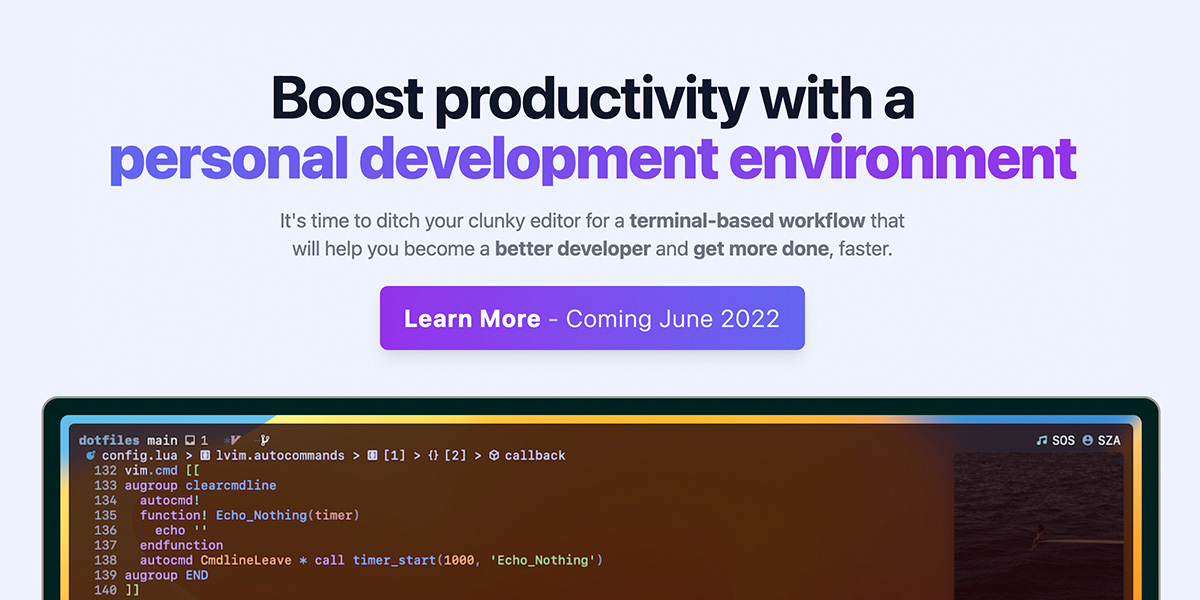 Boost productivity with a
personal development environment
It's time to ditch your clunky editor for a terminal-based workflow that
will help you become a better developer and get more done, faster.
Learn More - Coming June 2022
dotfiles main 1
SOS SZA
config.lua > lvim.autocommands > [1] > {} [2] > callback
132 vim.cmd [[
133 augroup clearcmdline
134 autocmd!
135 function! Echo_Nothing(timer)
136 echo ''
137 endfunction
138 autocmd CmdlineLeave * call timer_start(1000, 'Echo_Nothing')
139 augroup END
140 ]]